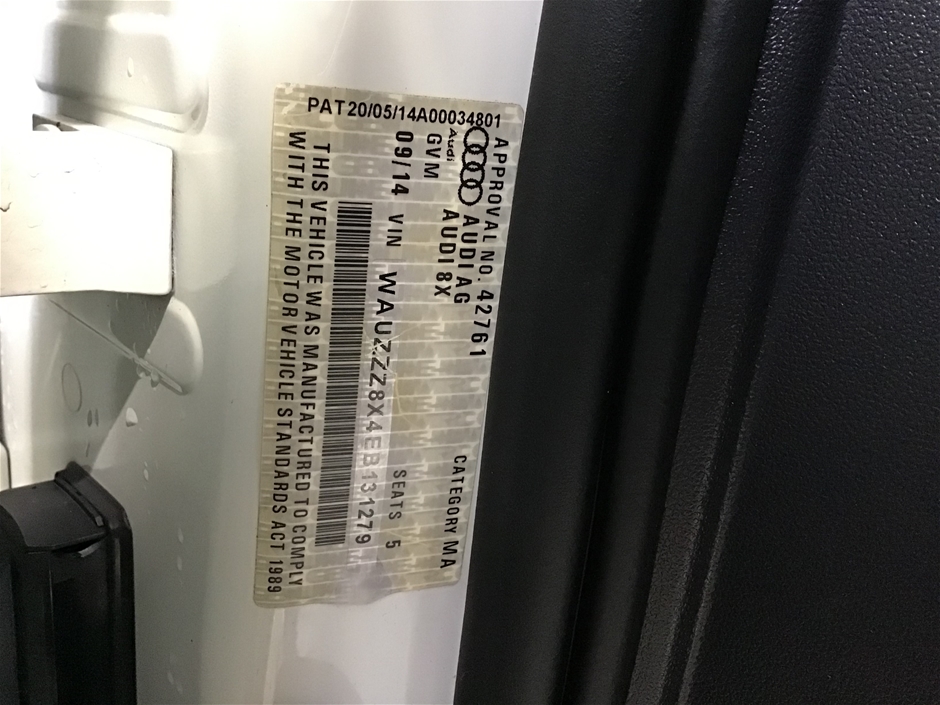 PAT20/05/14A00034801
APPROVAL NO. 42761
Audi AUDI AG CATEGORY MA
GVM AUDI 8X
09/14 VIN WAUZZZ8X4EB131279
SEATS 5
THIS VEHICLE WAS MANUFACTURED TO COMPLY
WITH THE MOTOR VEHICLE STANDARDS ACT 1989